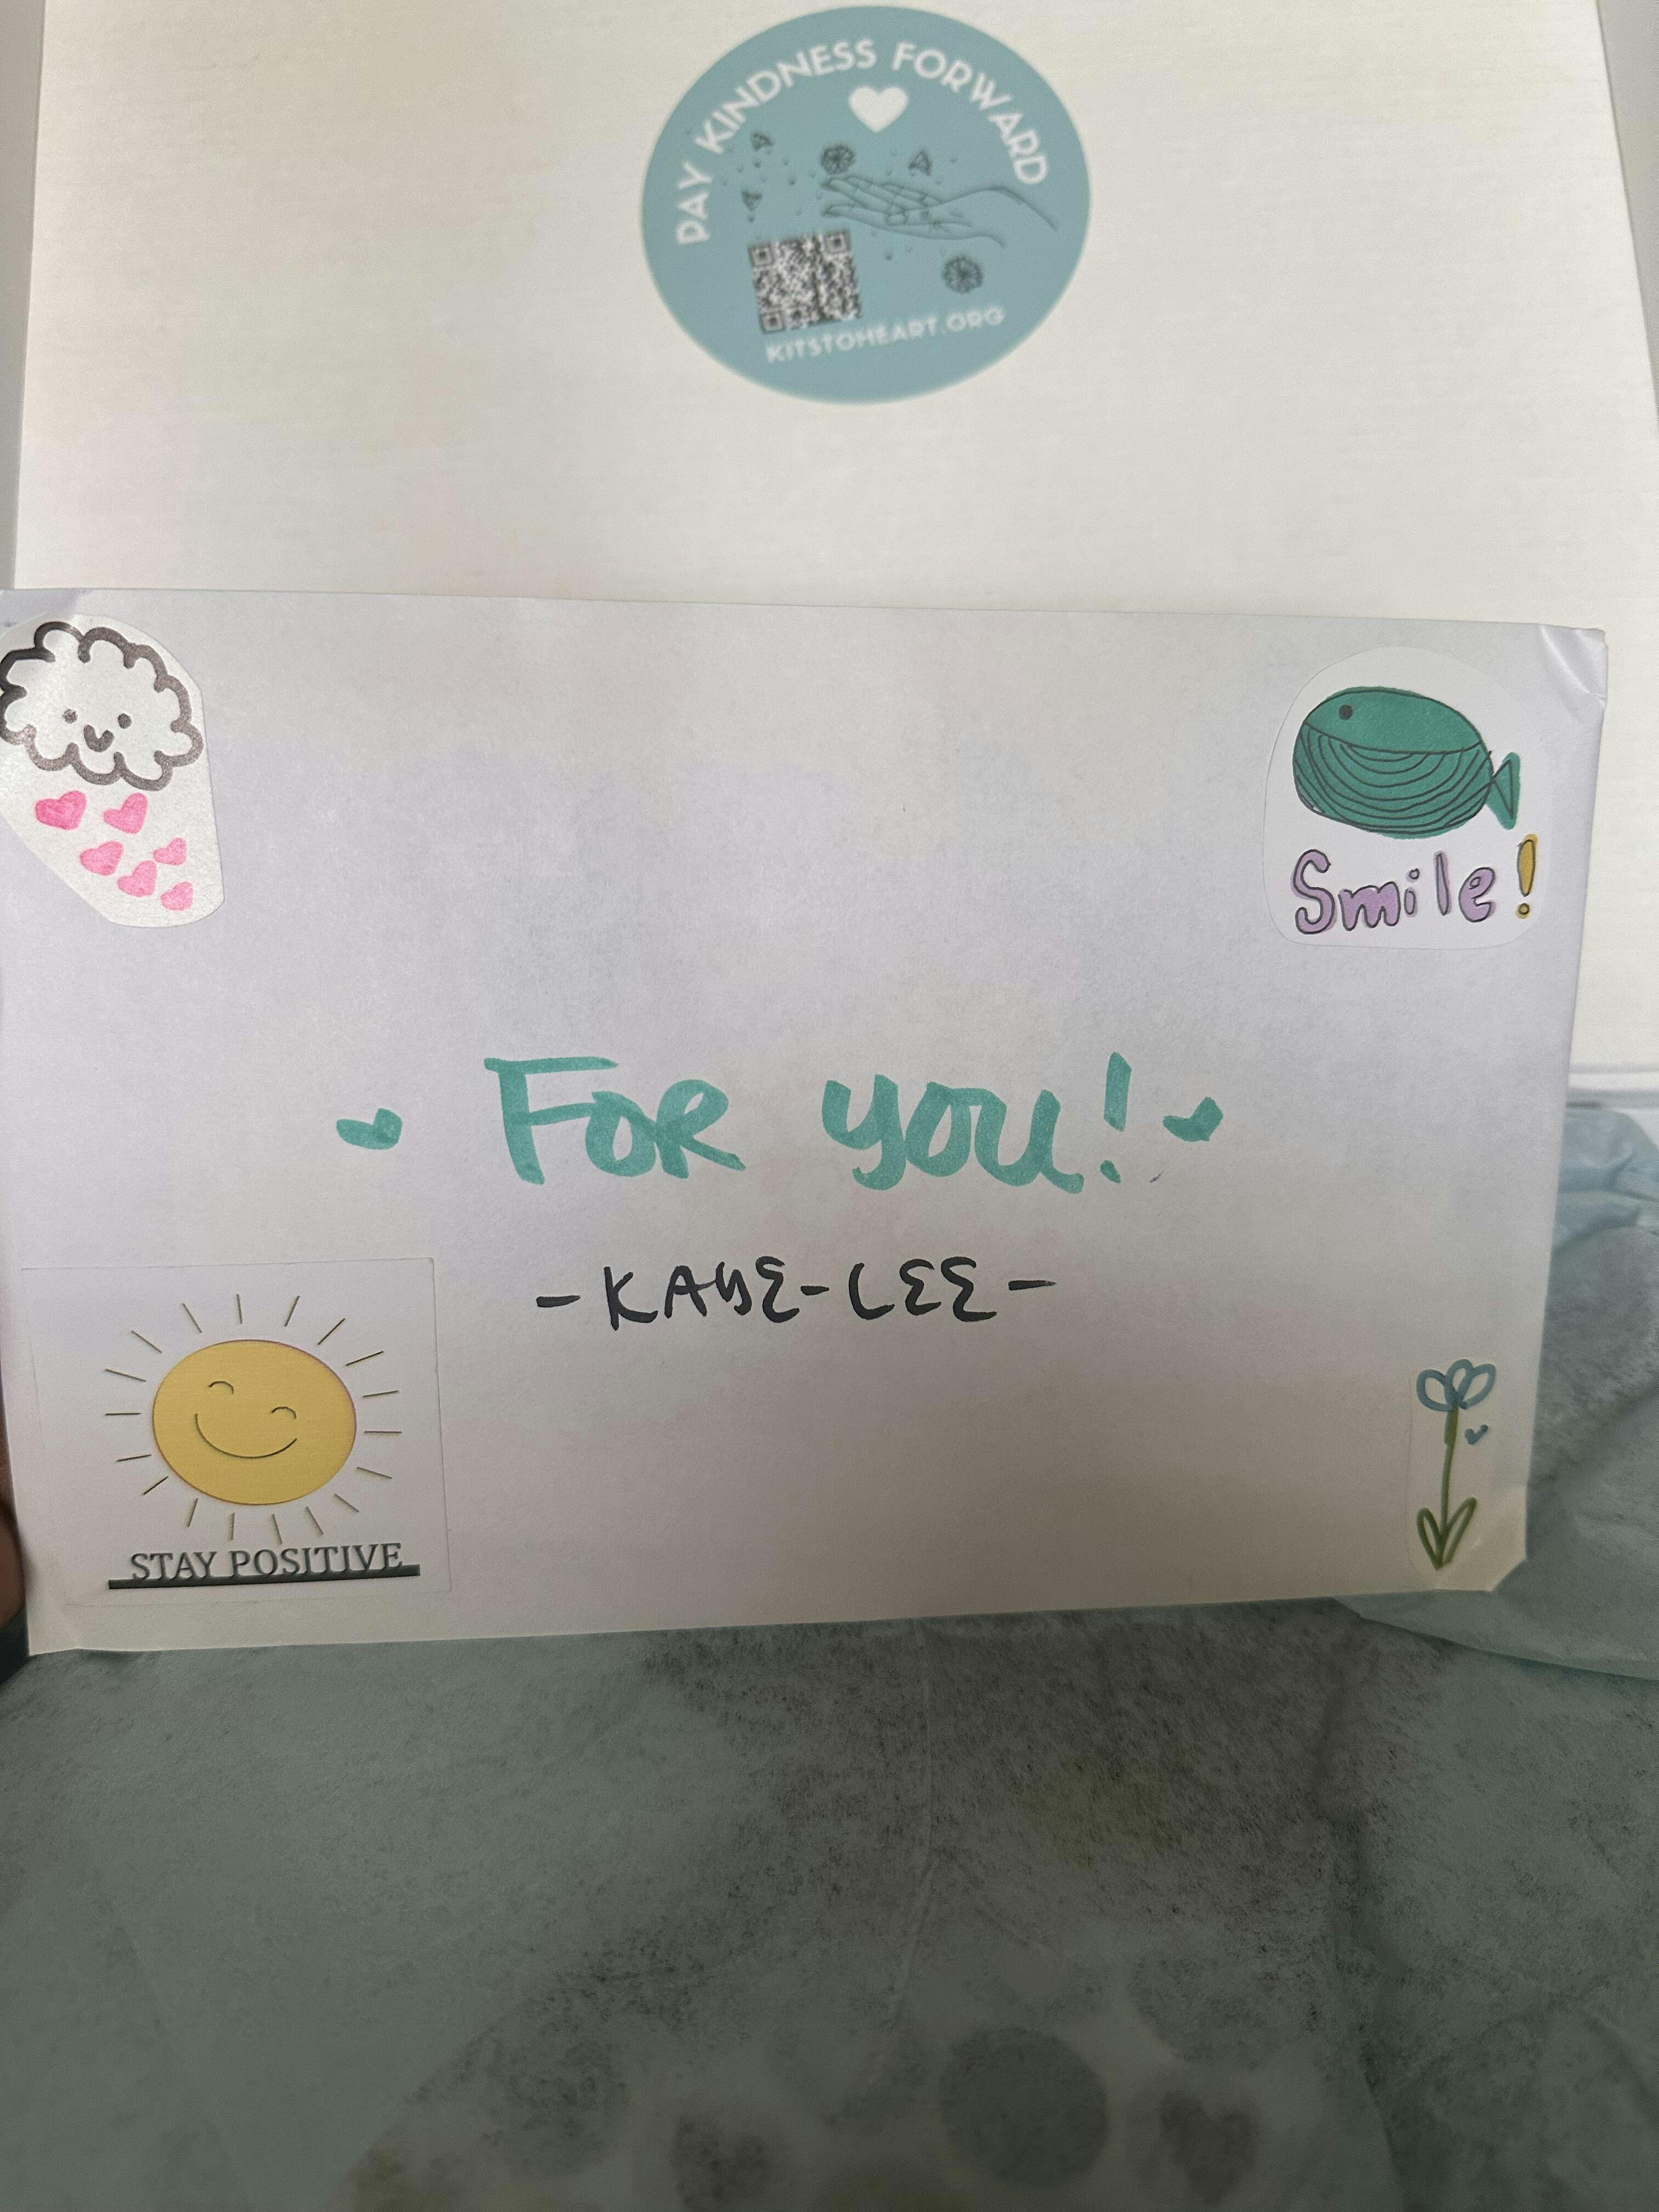 PAY KINDNESS FORWARD
KITSTOHEART.ORG
Smile!
FOR YOU!
-KAYE-LEE-
STAY POSITIVE